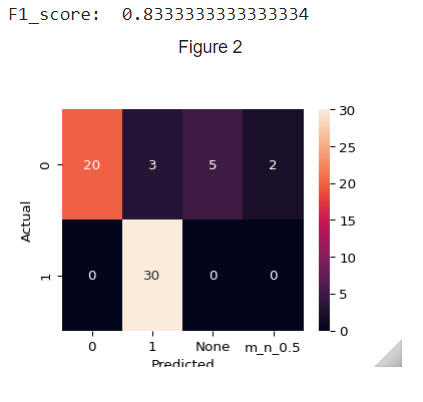 F1_score: 0.8333333333333334
Figure 2
30
0 20 3 5 2
25
20
Actual
15
10
1 0 30 0 0
5
0
0 1 None m_n_0.5
Predicted